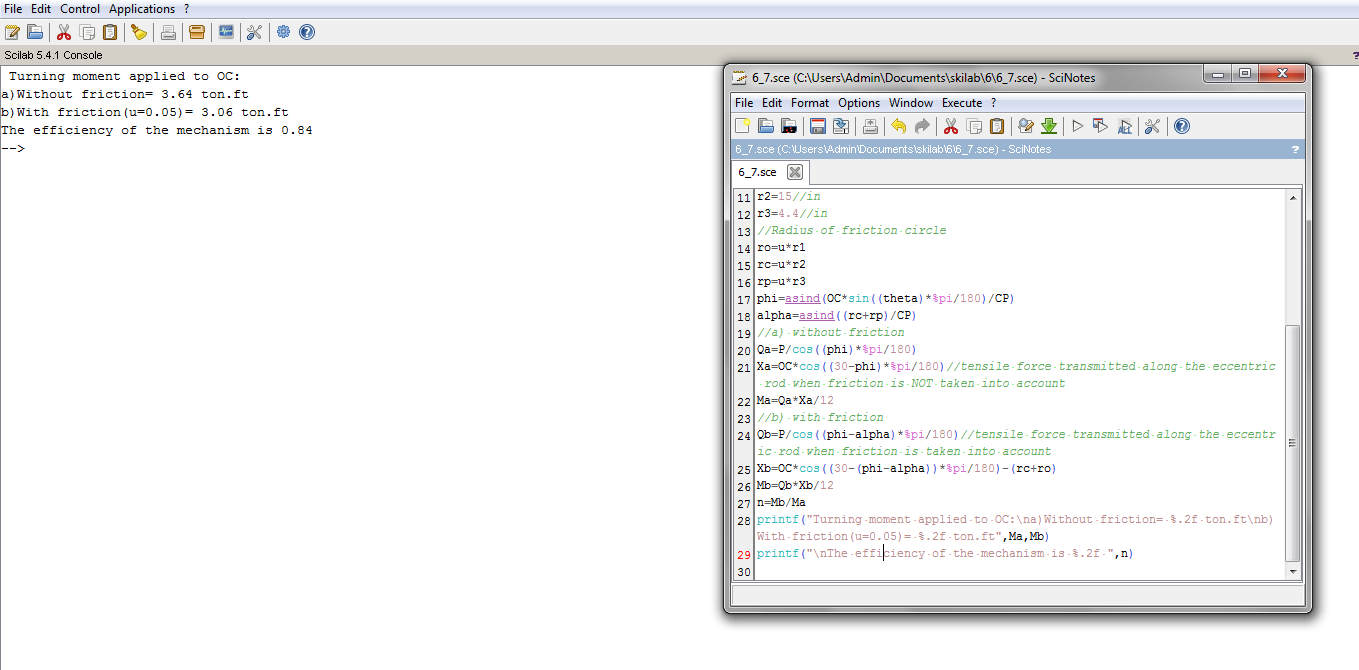 File Edit Control Applications ?
Scilab 5.4.1 Console
?
Turning moment applied to OC:
a)Without friction= 3.64 ton.ft
b)With friction(u=0.05)= 3.06 ton.ft
The efficiency of the mechanism is 0.84
-->
6_7.sce (C:\Users\Admin\Documents\skilab\6\6_7.sce) - SciNotes
File Edit Format Options Window Execute ?
6_7.sce (C:\Users\Admin\Documents\skilab\6\6_7.sce) - SciNotes ?
6_7.sce
11 r2=15//in
12 r3=4.4//in
13 //Radius of friction circle
14 ro=u*r1
15 rc=u*r2
16 rp=u*r3
17 phi=asind(OC*sin((theta)*%pi/180)/CP)
18 alpha=asind((rc+rp)/CP)
19 //a) without friction
20 Qa=P/cos((phi)*%pi/180)
21 Xa=OC*cos((30-phi)*%pi/180)//tensile force transmitted along the eccentric
rod when friction is NOT taken into account
22 Ma=Qa*Xa/12
23 //b) with friction
24 Qb=P/cos((phi-alpha)*%pi/180)//tensile force transmitted along the eccentr
ic rod when friction is taken into account
25 Xb=OC*cos((30-(phi-alpha))*%pi/180)-(rc+ro)
26 Mb=Qb*Xb/12
27 n=Mb/Ma
28 printf("Turning moment applied to OC:\na)Without friction= %.2f ton.ft\nb)
With friction(u=0.05)= %.2f ton.ft",Ma,Mb)
29 printf("\nThe efficiency of the mechanism is %.2f ",n)
30